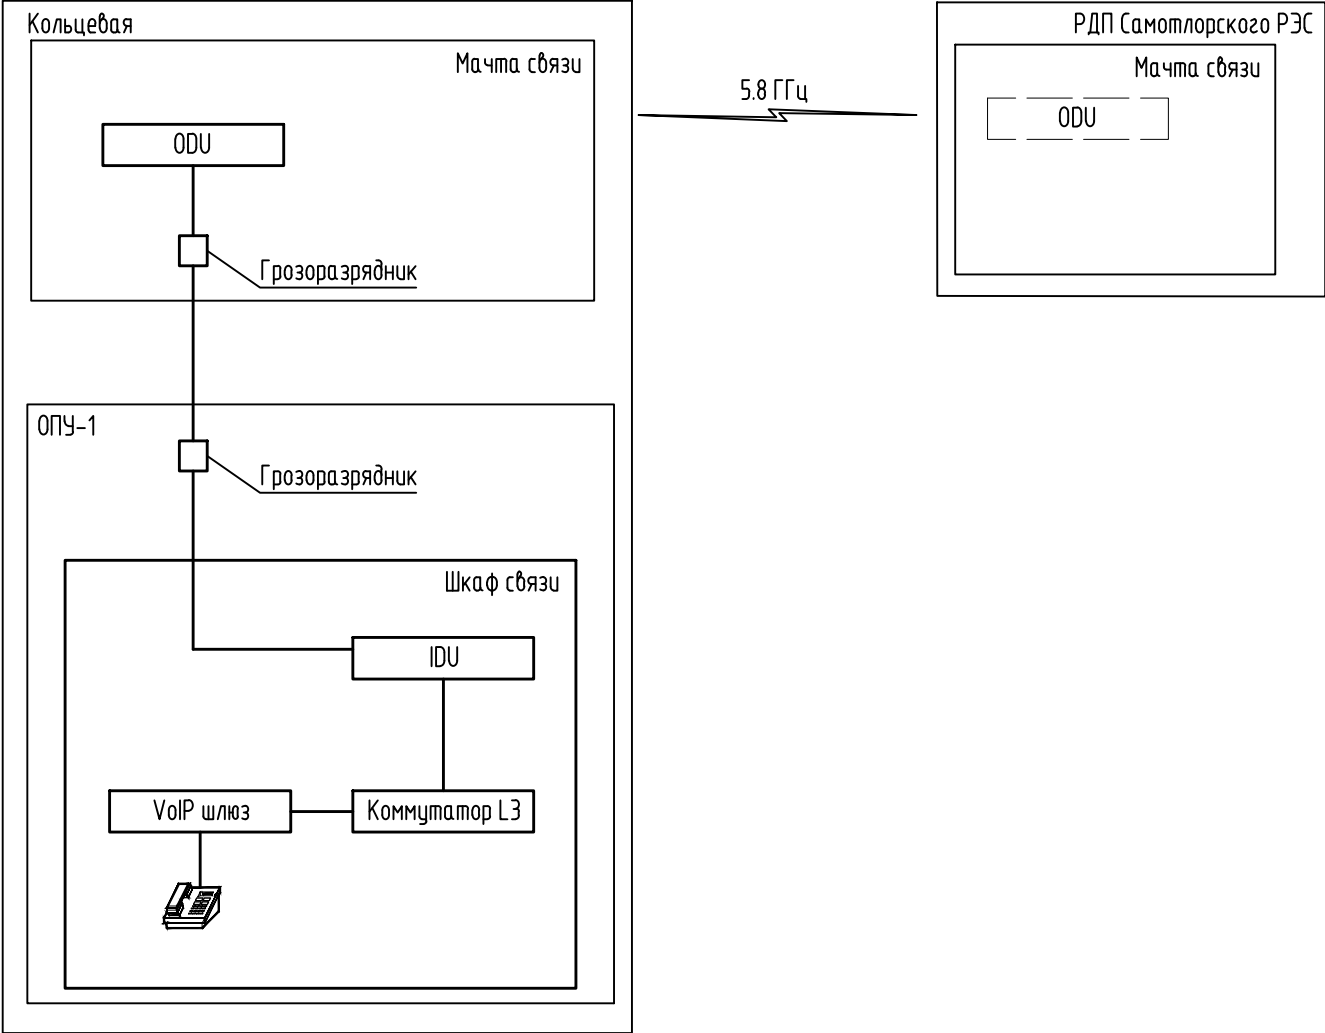 Кольцевая
Мачта связи
ODU
Грозоразрядник
5.8 ГГц
РДП Самотлорского РЭС
Мачта связи
ODU
ОПУ-1
Грозоразрядник
Шкаф связи
IDU
VoIP шлюз
Коммутатор L3